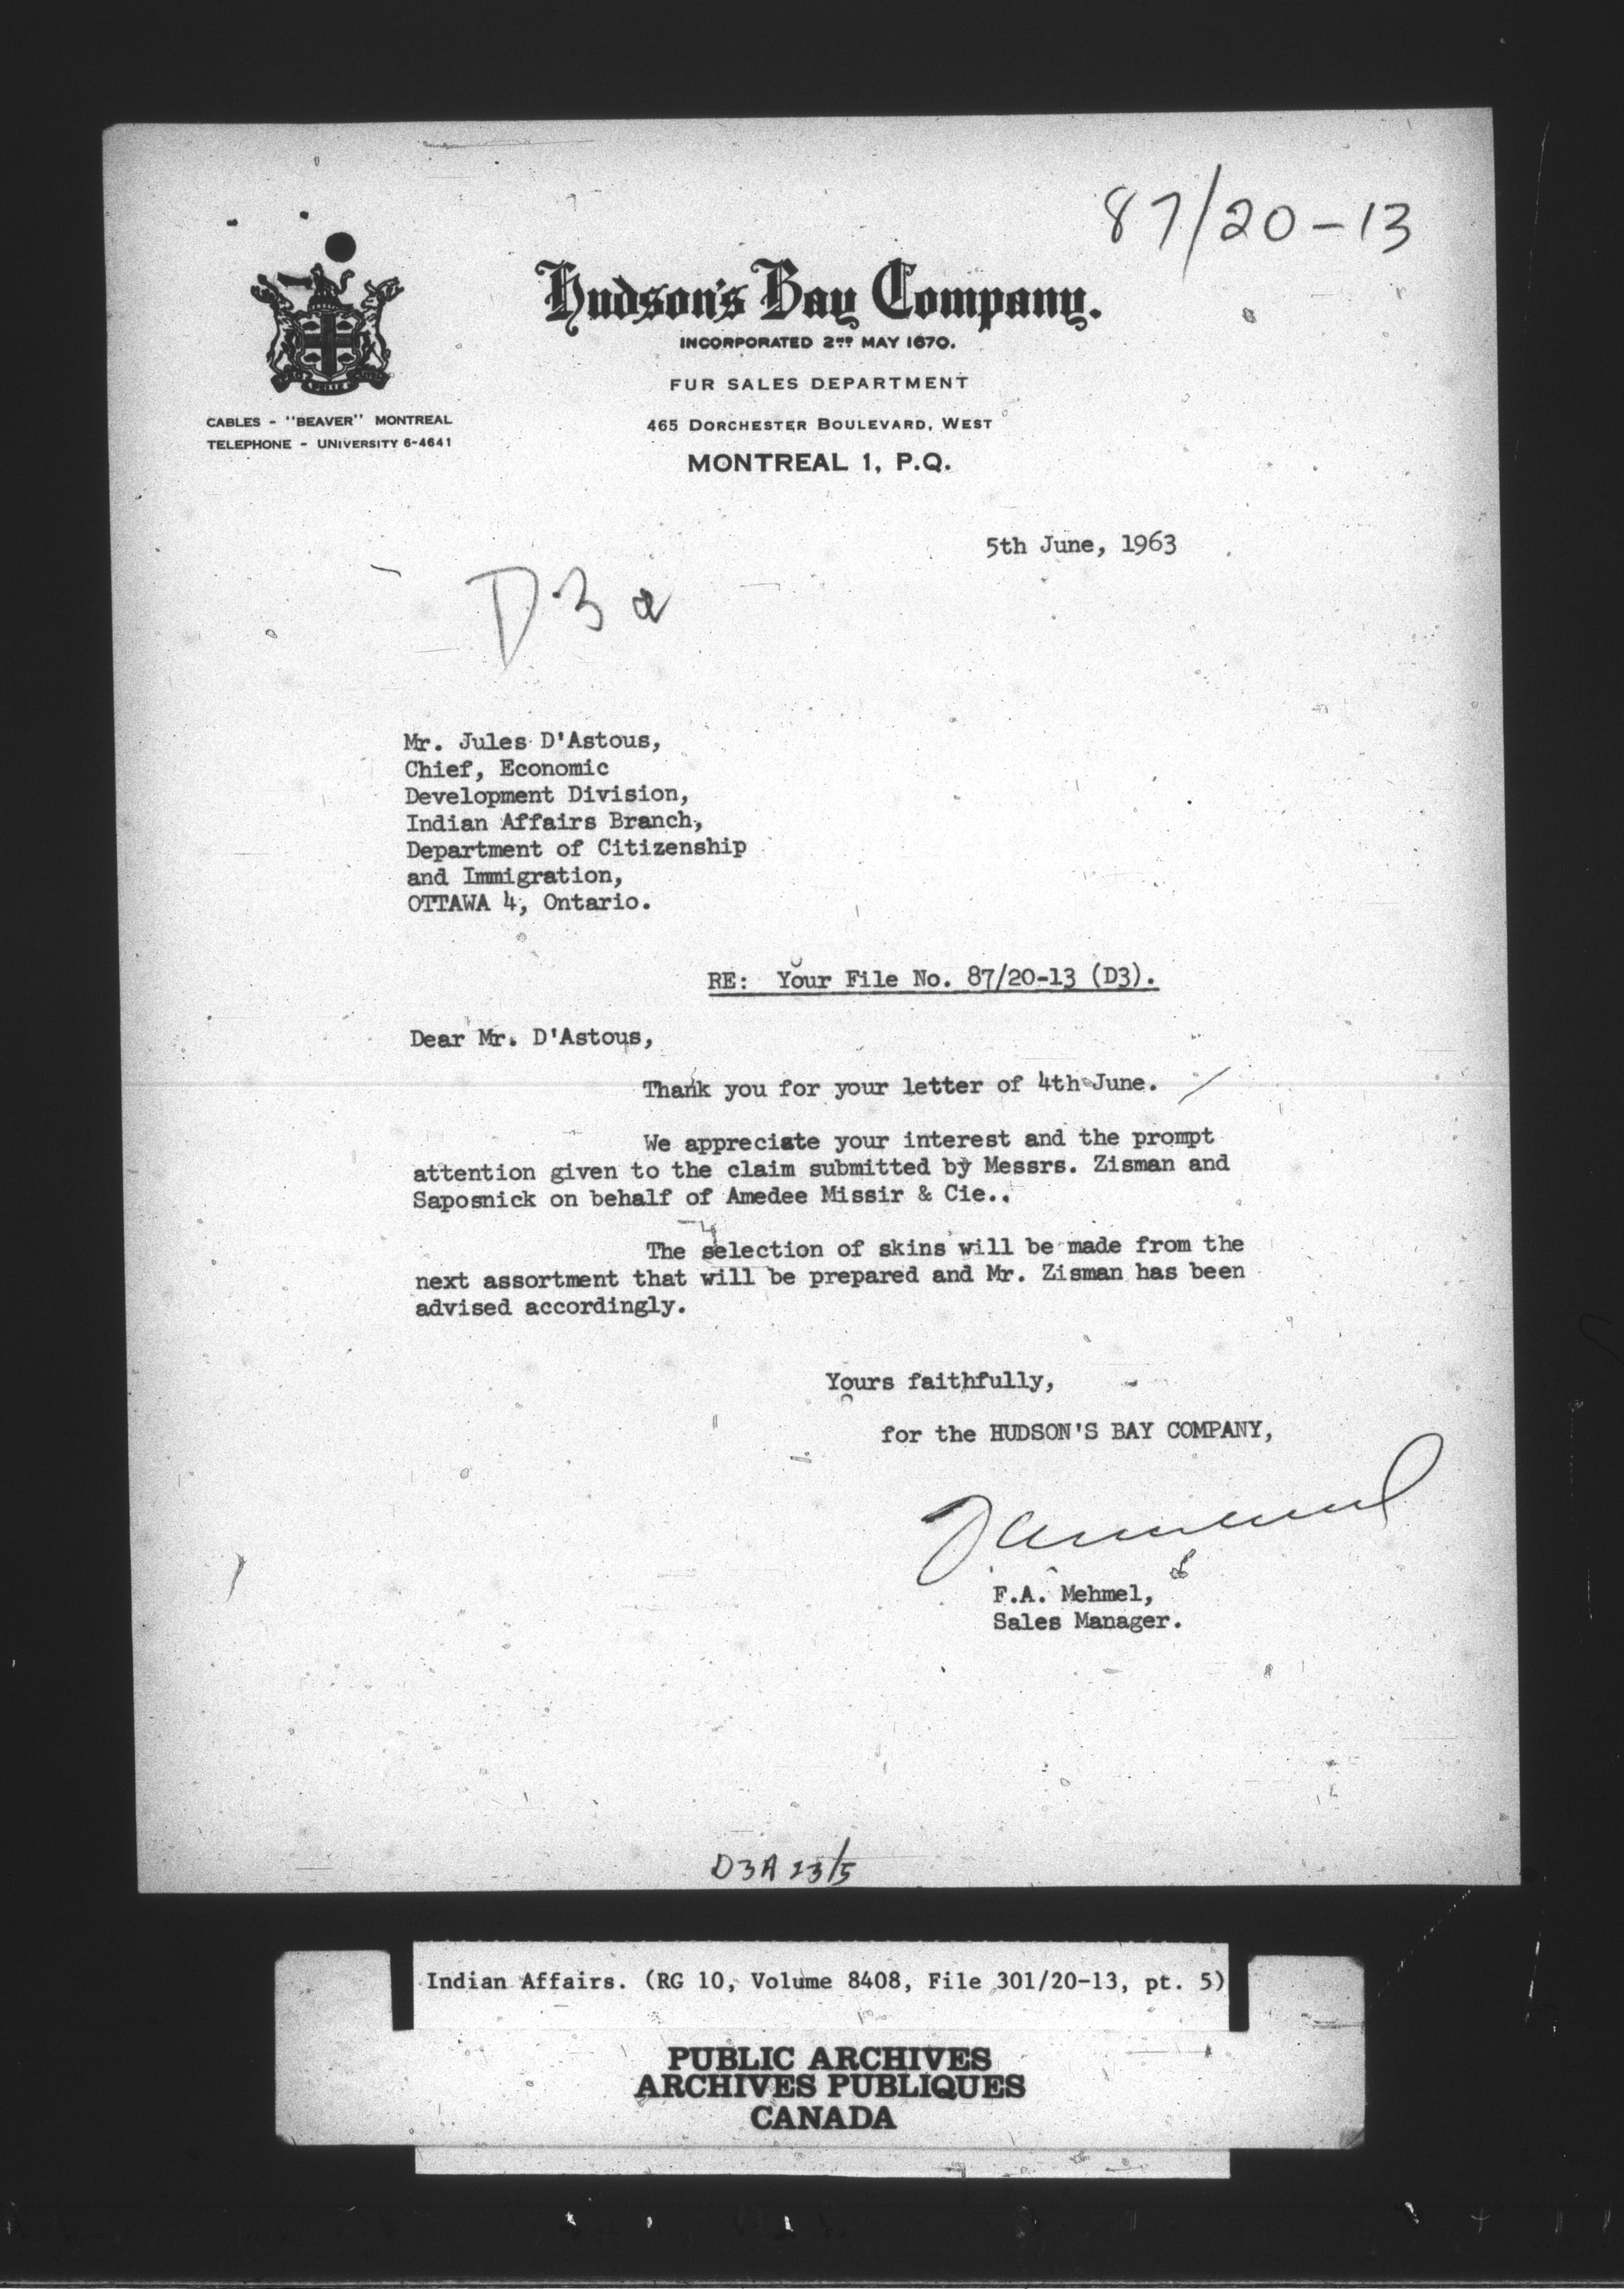 87/20-13
Hudson's Bay Company.
INCORPORATED 2ND MAY 1670.
FUR SALES DEPARTMENT
CABLES - "BEAVER" MONTREAL
TELEPHONE - UNIVERSITY 6-4641
465 DORCHESTER BOULEVARD, WEST
MONTREAL 1, P.Q.
5th June, 1963
D3a
Mr. Jules D'Astous,
Chief, Economic
Development Division,
Indian Affairs Branch,
Department of Citizenship
and Immigration,
OTTAWA 4, Ontario.
RE: Your File No. 87/20-13 (D3).
Dear Mr. D'Astous,
Thank you for your letter of 4th June.
We appreciate your interest and the prompt
attention given to the claim submitted by Messrs. Zisman and
Saposnick on behalf of Amedee Missir & Cie..
The selection of skins will be made from the
next assortment that will be prepared and Mr. Zisman has been
advised accordingly.
Yours faithfully,
for the HUDSON'S BAY COMPANY,
F.A. Mehmel,
Sales Manager.
D3A 23/5
Indian Affairs. (RG 10, Volume 8408, File 301/20-13, pt. 5)
PUBLIC ARCHIVES
ARCHIVES PUBLIQUES
CANADA